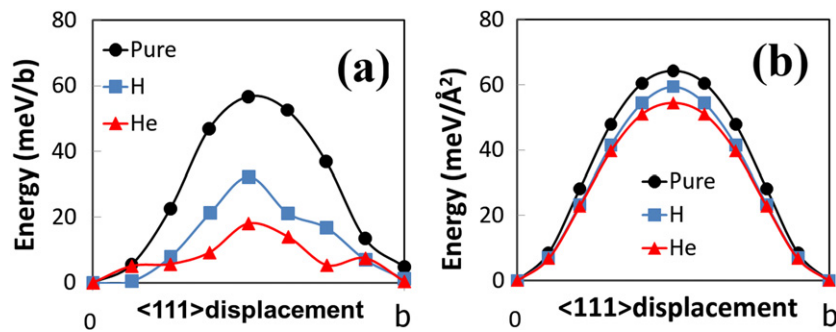 80
60
40
20
0
Energy (meV/b)
Pure
H
He
(a)
0
<111>displacement
b
80
60
40
20
0
Energy (meV/Å²)
Pure
H
He
(b)
0
<111>displacement
b